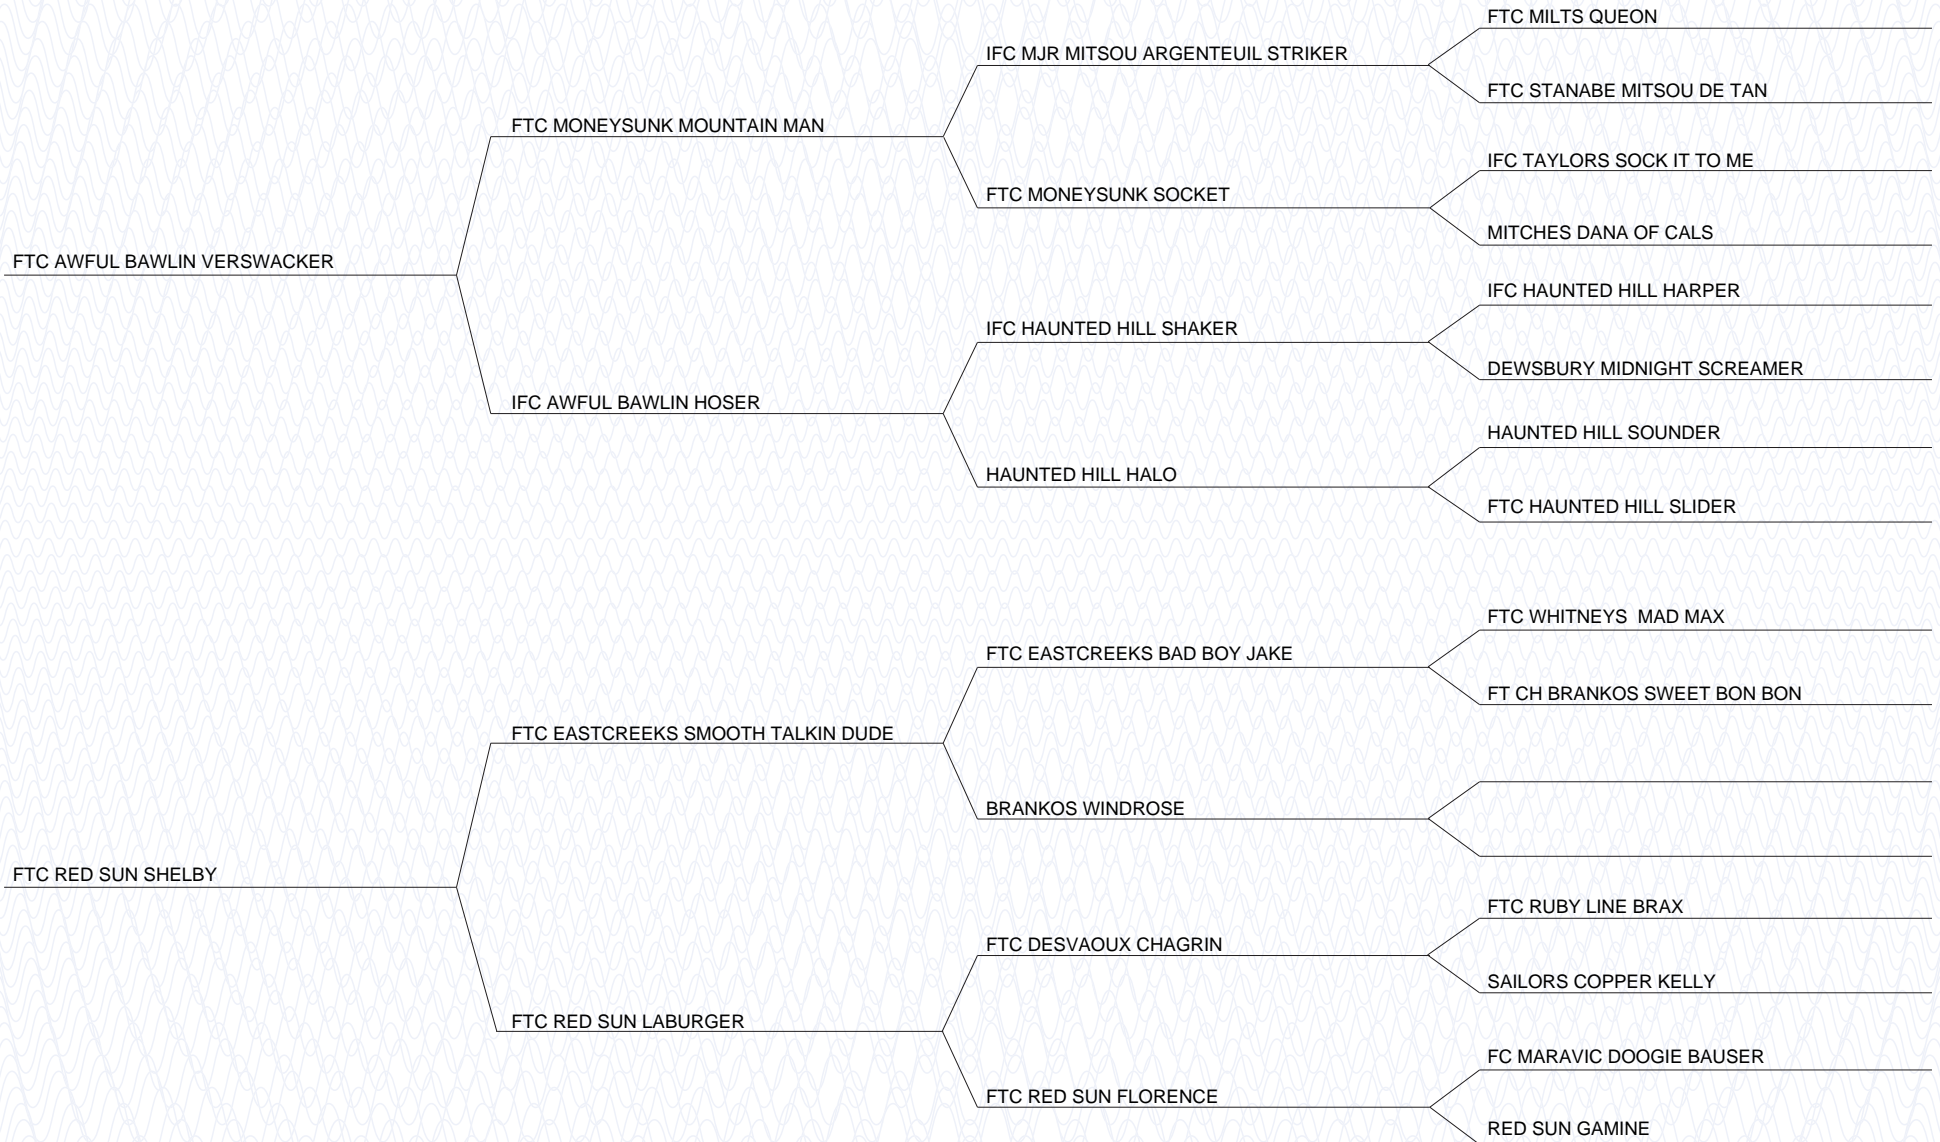 FTC MILTS QUEON
IFC MJR MITSOU ARGENTEUIL STRIKER
FTC STANABE MITSOU DE TAN
FTC MONEYSUNK MOUNTAIN MAN
IFC TAYLORS SOCK IT TO ME
FTC MONEYSUNK SOCKET
MITCHES DANA OF CALS
FTC AWFUL BAWLIN VERSWACKER
IFC HAUNTED HILL HARPER
IFC HAUNTED HILL SHAKER
DEWSBURY MIDNIGHT SCREAMER
IFC AWFUL BAWLIN HOSER
HAUNTED HILL SOUNDER
HAUNTED HILL HALO
FTC HAUNTED HILL SLIDER
FTC WHITNEYS  MAD MAX
FTC EASTCREEKS BAD BOY JAKE
FT CH BRANKOS SWEET BON BON
FTC EASTCREEKS SMOOTH TALKIN DUDE
BRANKOS WINDROSE
FTC RED SUN SHELBY
FTC RUBY LINE BRAX
FTC DESVAOUX CHAGRIN
SAILORS COPPER KELLY
FTC RED SUN LABURGER
FC MARAVIC DOOGIE BAUSER
FTC RED SUN FLORENCE
RED SUN GAMINE